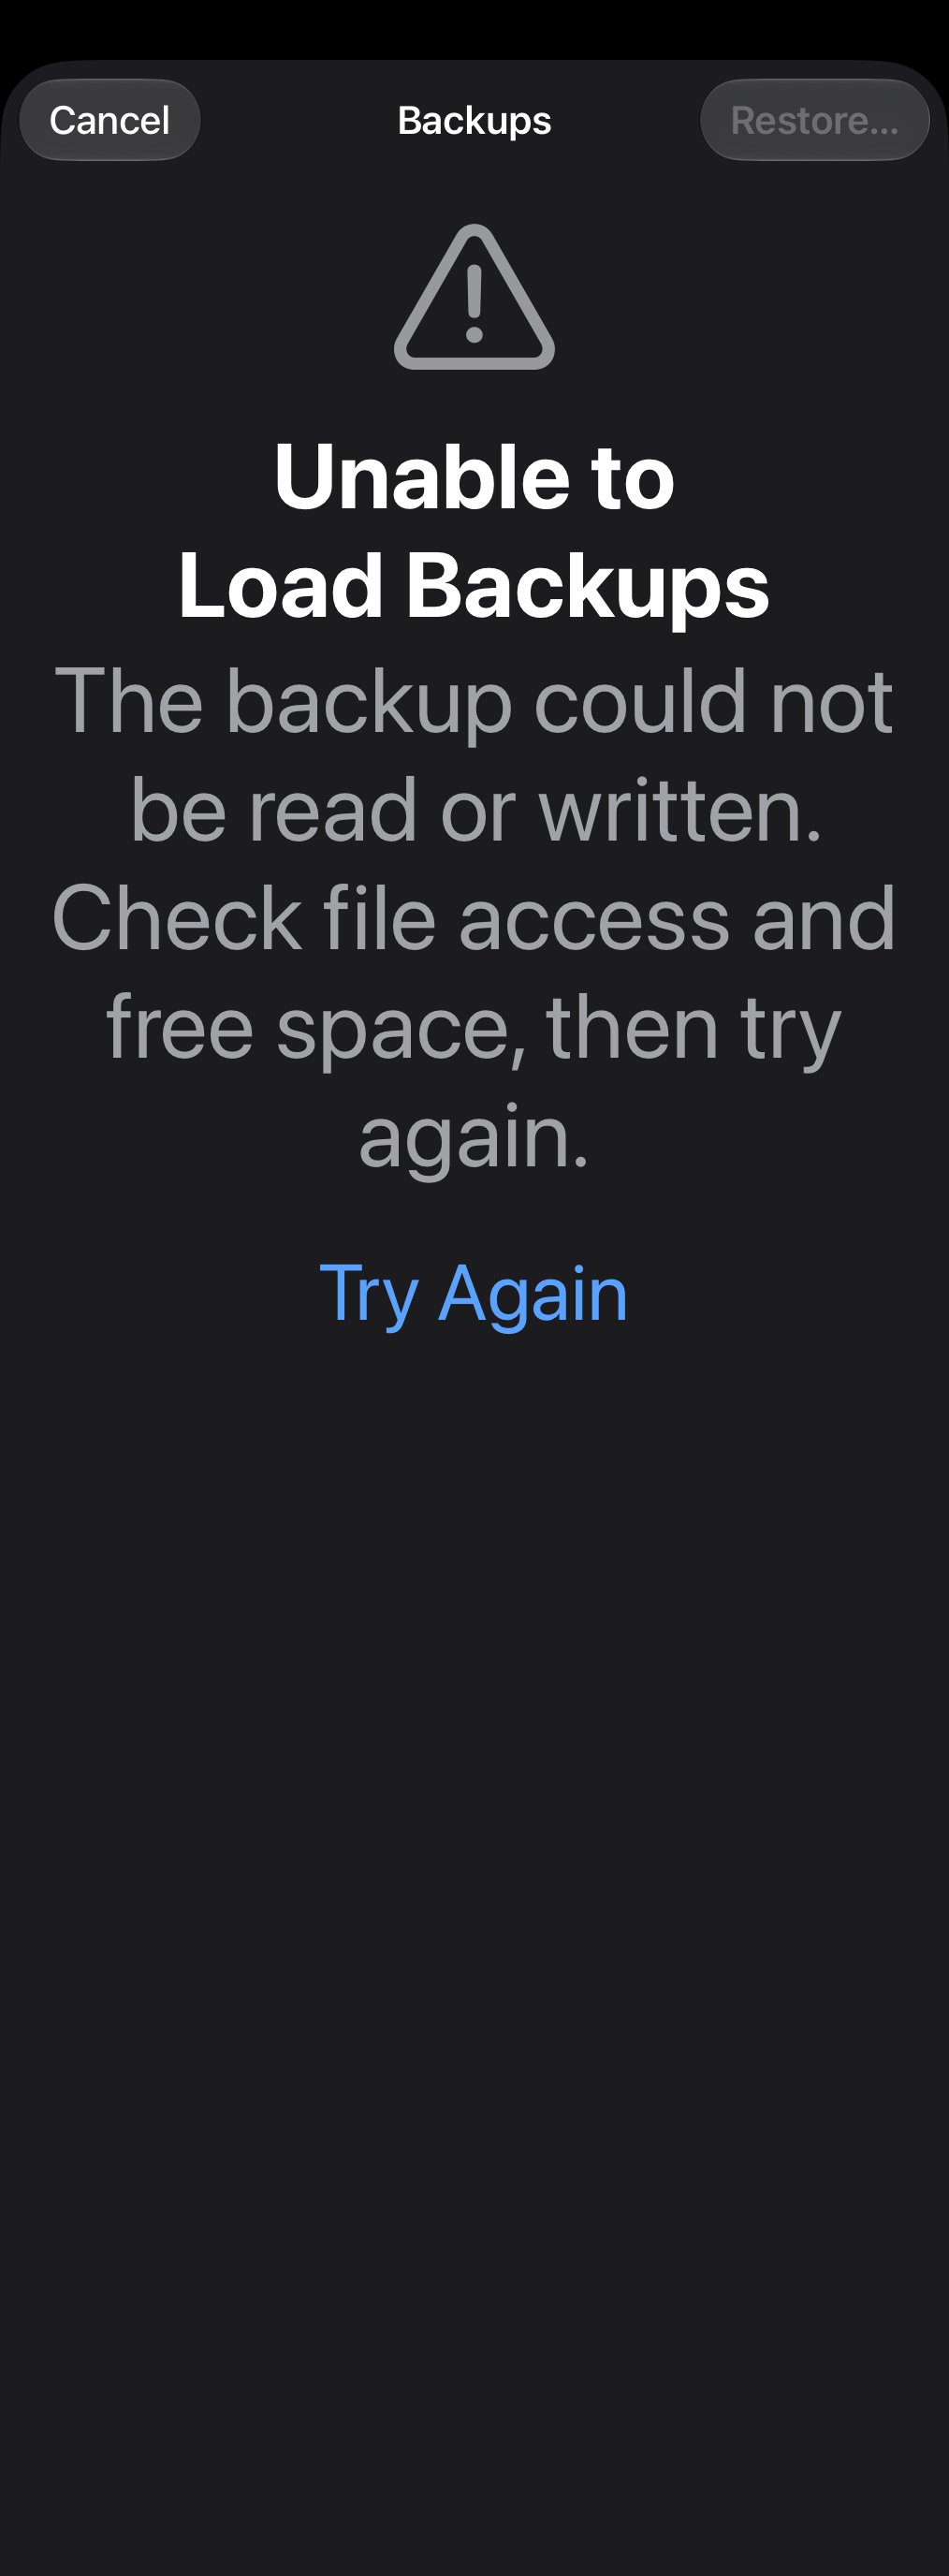 Cancel Backups Restore...
Unable to
Load Backups
The backup could not
be read or written.
Check file access and
free space, then try
again.
Try Again